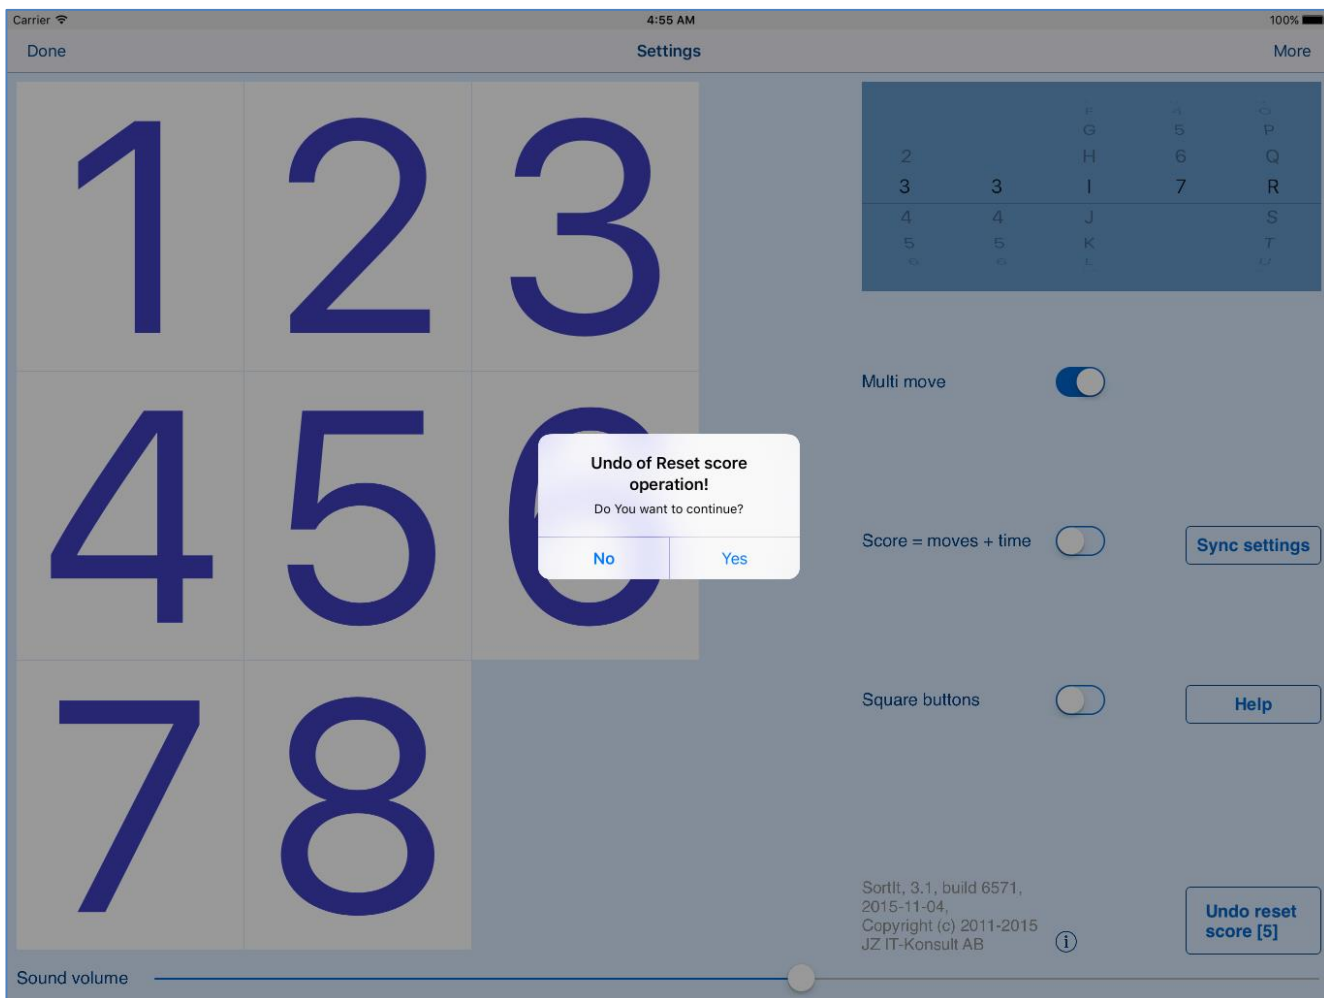 Carrier 4:55 AM 100%
Done Settings More
1 2 3
F 4 O
G 5 P
2 H 6 Q
3 3 I 7 R
4 4 J S
5 5 K T
6 6 L U
Multi move
4 5 6
Undo of Reset score
operation!
Do You want to continue?
No Yes
Score = moves + time Sync settings
Square buttons Help
7 8
SortIt, 3.1, build 6571,
2015-11-04,
Copyright (c) 2011-2015
JZ IT-Konsult AB
Undo reset
score [5]
Sound volume